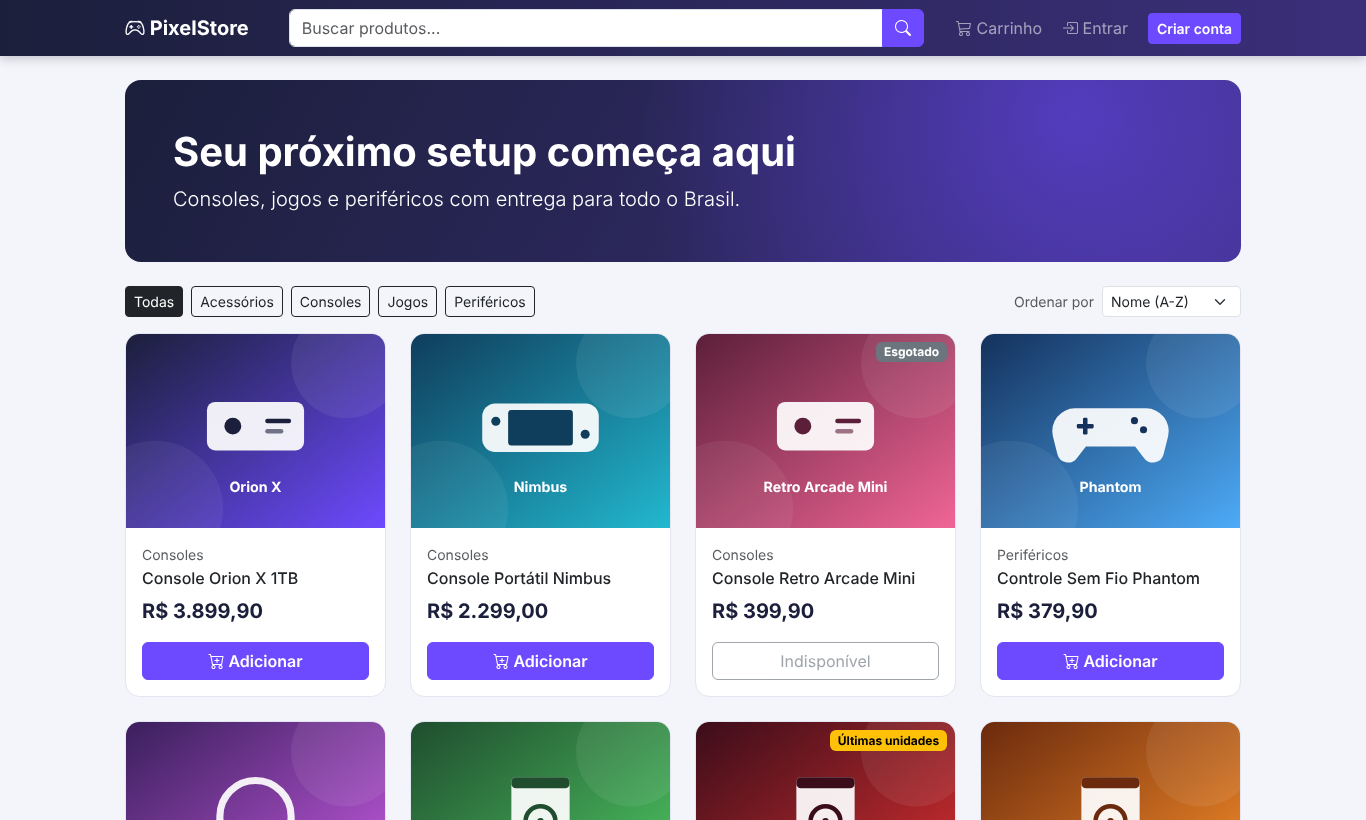 PixelStore
Buscar produtos...
Carrinho
Entrar
Criar conta
Seu próximo setup começa aqui
Consoles, jogos e periféricos com entrega para todo o Brasil.
Todas
Acessórios
Consoles
Jogos
Periféricos
Ordenar por
Nome (A-Z)
Orion X
Consoles
Console Orion X 1TB
R$ 3.899,90
Adicionar
Nimbus
Consoles
Console Portátil Nimbus
R$ 2.299,00
Adicionar
Esgotado
Retro Arcade Mini
Consoles
Console Retro Arcade Mini
R$ 399,90
Indisponível
Phantom
Periféricos
Controle Sem Fio Phantom
R$ 379,90
Adicionar
Últimas unidades